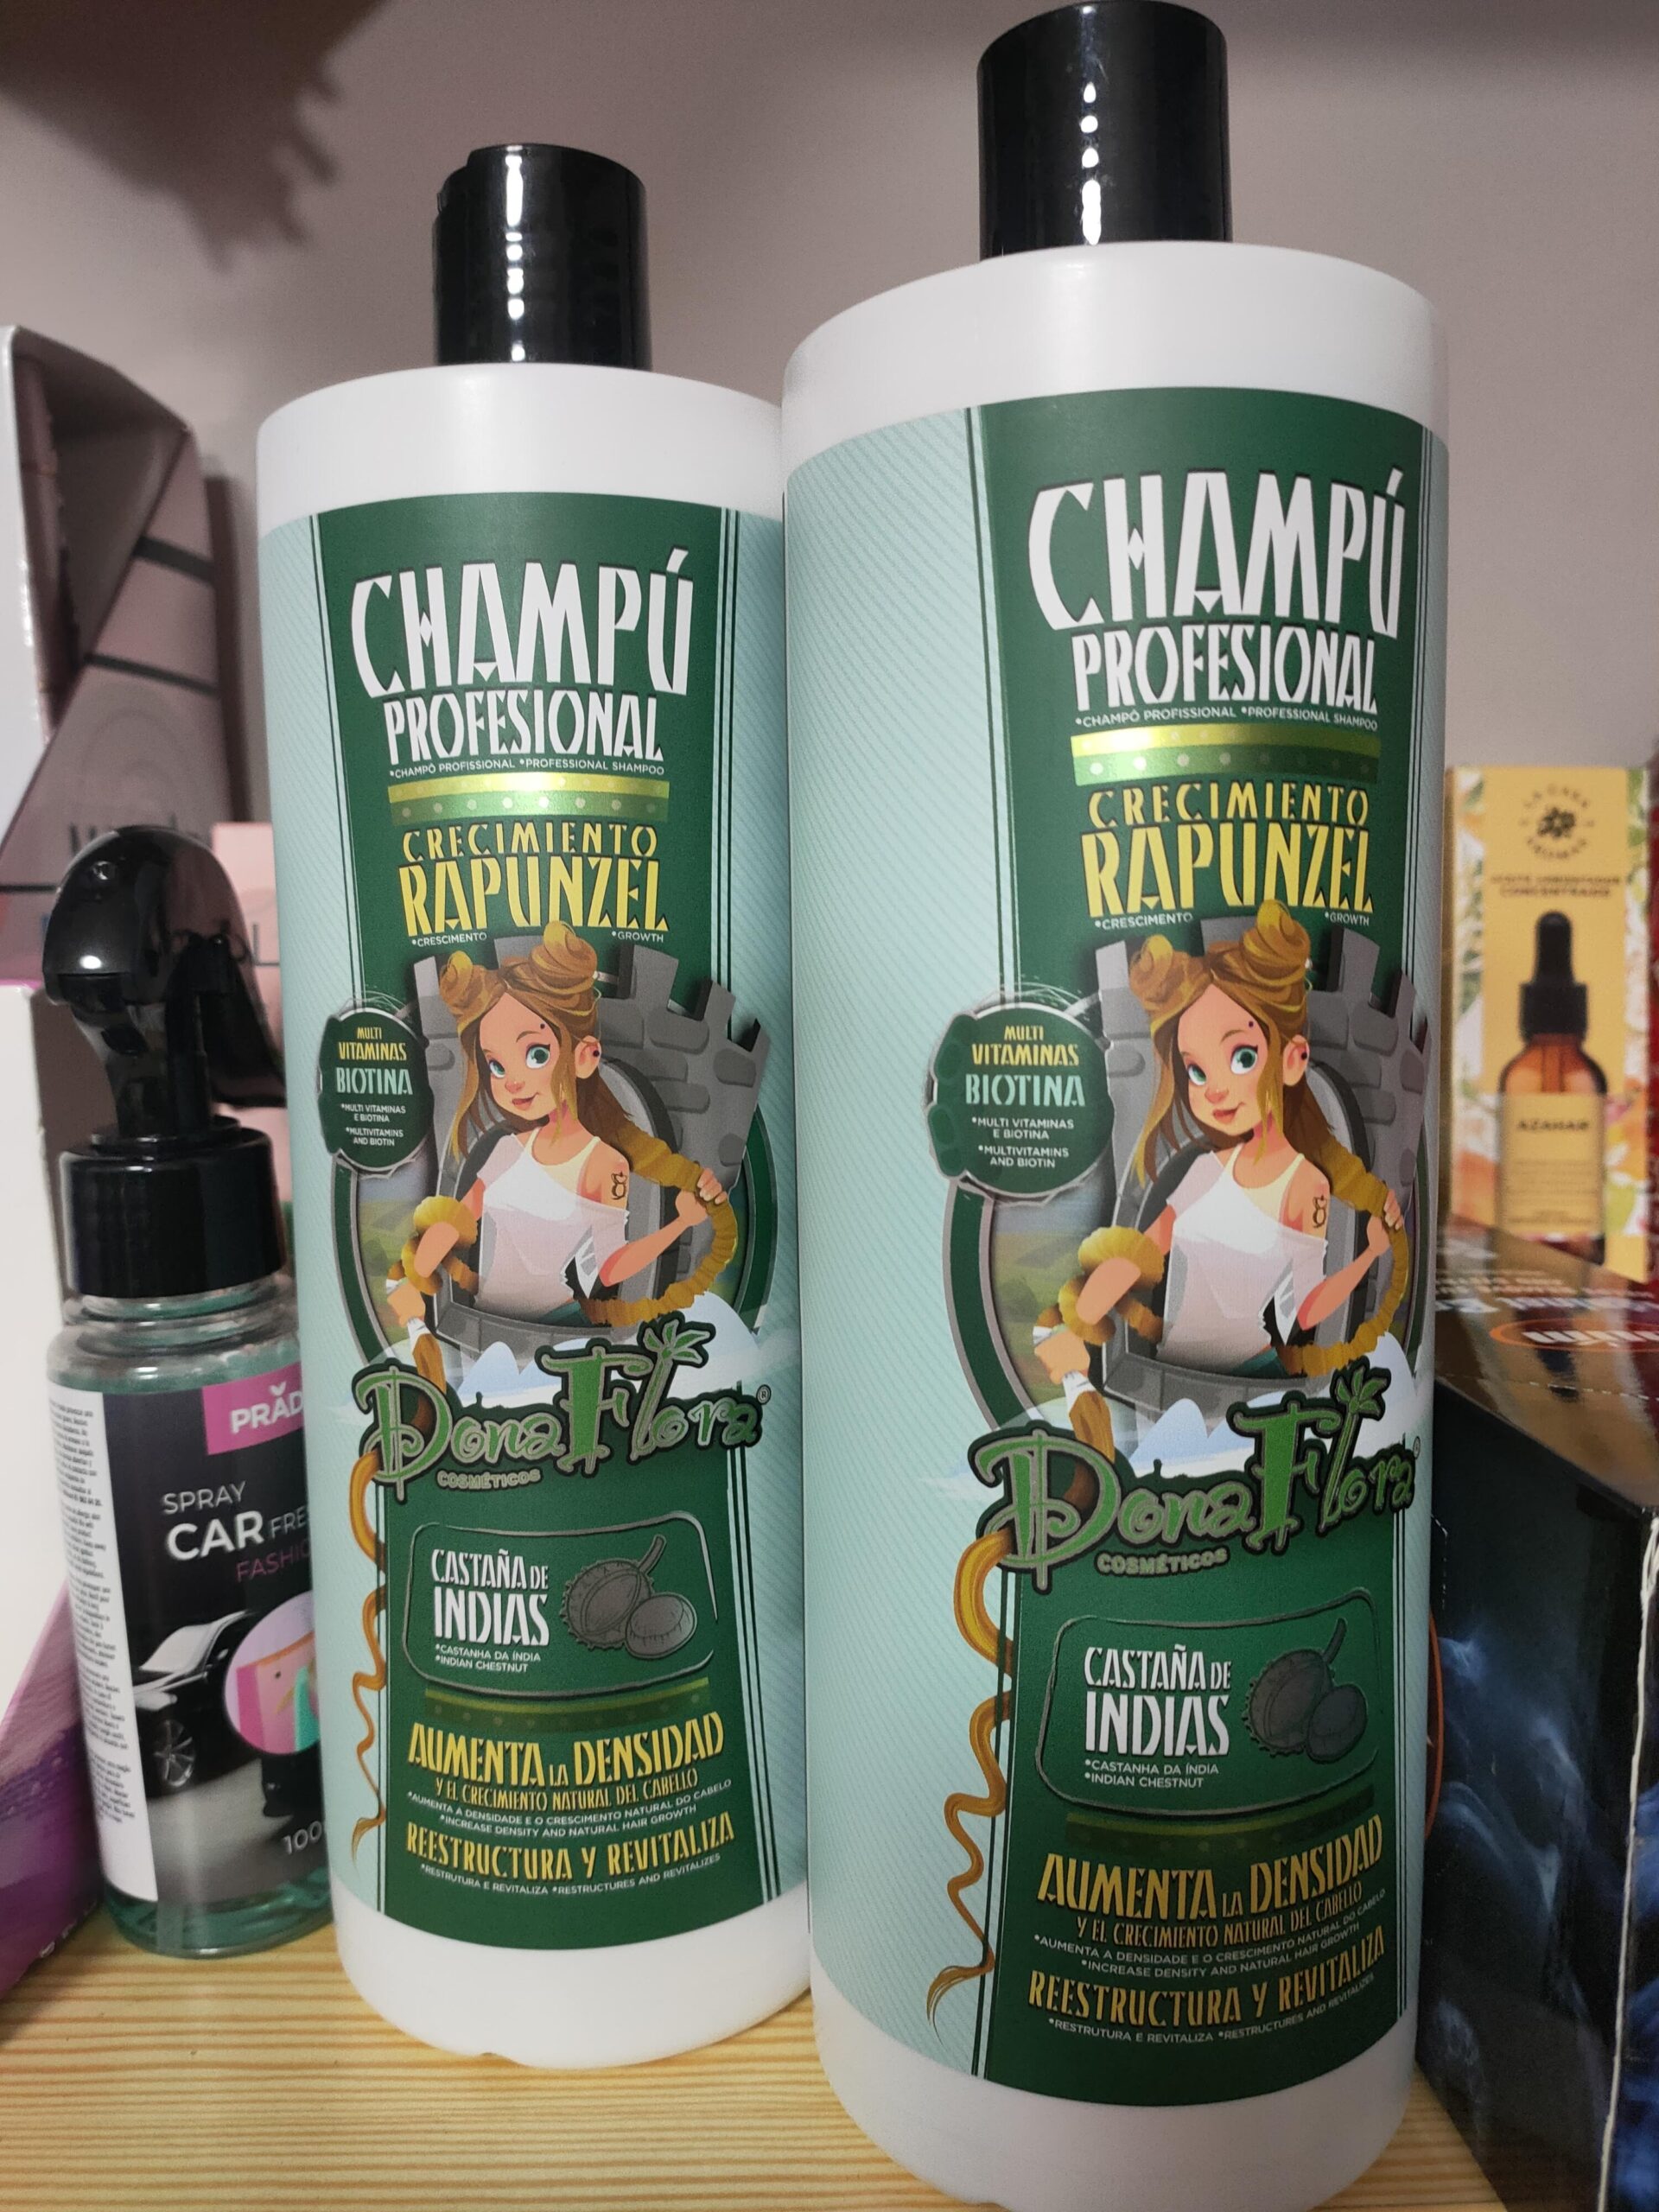 CHAMPÚ
PROFESIONAL
*CHAMPÔ PROFISSIONAL *PROFESSIONAL SHAMPOO
CRECIMIENTO
RAPUNZEL
*CRESCIMENTO *GROWTH
MULTI
VITAMINAS
BIOTINA
*MULTI VITAMINAS
E BIOTINA
*MULTIVITAMINS
AND BIOTIN
DonaFlora®
COSMÉTICOS
CASTAÑA DE
INDIAS
*CASTANHA DA ÍNDIA
*INDIAN CHESTNUT
AUMENTA LA DENSIDAD
Y EL CRECIMIENTO NATURAL DEL CABELLO
*AUMENTA A DENSIDADE E O CRESCIMENTO NATURAL DO CABELO
*INCREASE DENSITY AND NATURAL HAIR GROWTH
REESTRUCTURA Y REVITALIZA
*RESTRUTURA E REVITALIZA *RESTRUCTURES AND REVITALIZES
CHAMPÚ
PROFESIONAL
*CHAMPÔ PROFISSIONAL *PROFESSIONAL SHAMPOO
CRECIMIENTO
RAPUNZEL
*CRESCIMENTO *GROWTH
MULTI
VITAMINAS
BIOTINA
*MULTI VITAMINAS
E BIOTINA
*MULTIVITAMINS
AND BIOTIN
DonaFlora®
COSMÉTICOS
CASTAÑA DE
INDIAS
*CASTANHA DA ÍNDIA
*INDIAN CHESTNUT
AUMENTA LA DENSIDAD
Y EL CRECIMIENTO NATURAL DEL CABELLO
*AUMENTA A DENSIDADE E O CRESCIMENTO NATURAL DO CABELO
*INCREASE DENSITY AND NATURAL HAIR GROWTH
REESTRUCTURA Y REVITALIZA
*RESTRUTURA E REVITALIZA *RESTRUCTURES AND REVITALIZES
PRĂD
SPRAY
CAR FRE
FASHIO
100
CONCENTRADO
AZAHAR